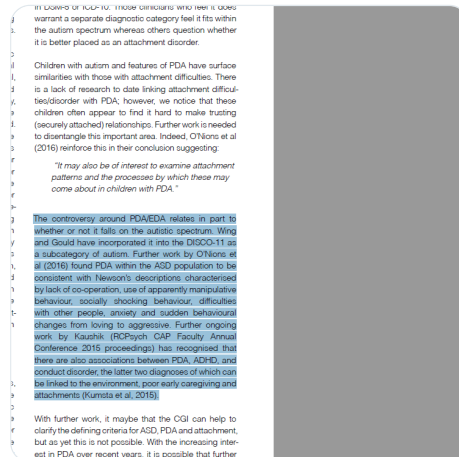 in DSM-5 or ICD-10. Those clinicians who feel it does
warrant a separate diagnostic category feel it fits within
the autism spectrum whereas others question whether
it is better placed as an attachment disorder.
Children with autism and features of PDA have surface
similarities with those with attachment difficulties. There
is a lack of research to date linking attachment difficul-
ties/disorder with PDA; however, we notice that these
children often appear to find it hard to make trusting
(securely attached) relationships. Further work is needed
to disentangle this important area. Indeed, O'Nions et al
(2016) reinforce this in their conclusion suggesting:
"It may also be of interest to examine attachment
patterns and the processes by which these may
come about in children with PDA."
The controversy around PDA/EDA relates in part to
whether or not it falls on the autistic spectrum. Wing
and Gould have incorporated it into the DISCO-11 as
a subcategory of autism. Further work by O'Nions et
al (2016) found PDA within the ASD population to be
consistent with Newson's descriptions characterised
by lack of co-operation, use of apparently manipulative
behaviour, socially shocking behaviour, difficulties
with other people, anxiety and sudden behavioural
changes from loving to aggressive. Further ongoing
work by Kaushik (RCPsych CAP Faculty Annual
Conference 2015 proceedings) has recognised that
there are also associations between PDA, ADHD, and
conduct disorder, the latter two diagnoses of which can
be linked to the environment, poor early caregiving and
attachments (Kumsta et al, 2015).
With further work, it maybe that the CGI can help to
clarify the defining criteria for ASD, PDA and attachment,
but as yet this is not possible. With the increasing inter-
est in PDA over recent years, it is possible that further